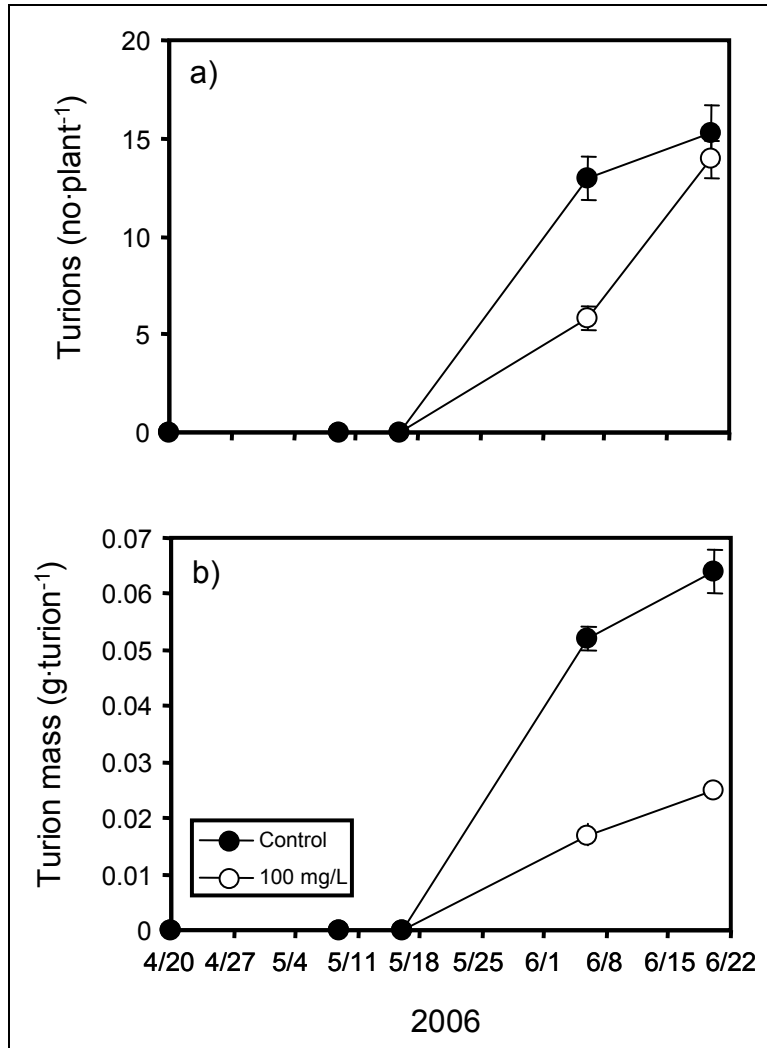 a)
Turions (no·plant⁻¹)
20
15
10
5
0
b)
Turion mass (g·turion⁻¹)
0.07
0.06
0.05
0.04
0.03
0.02
0.01
0
Control
100 mg/L
4/20 4/27 5/4 5/11 5/18 5/25 6/1 6/8 6/15 6/22
2006